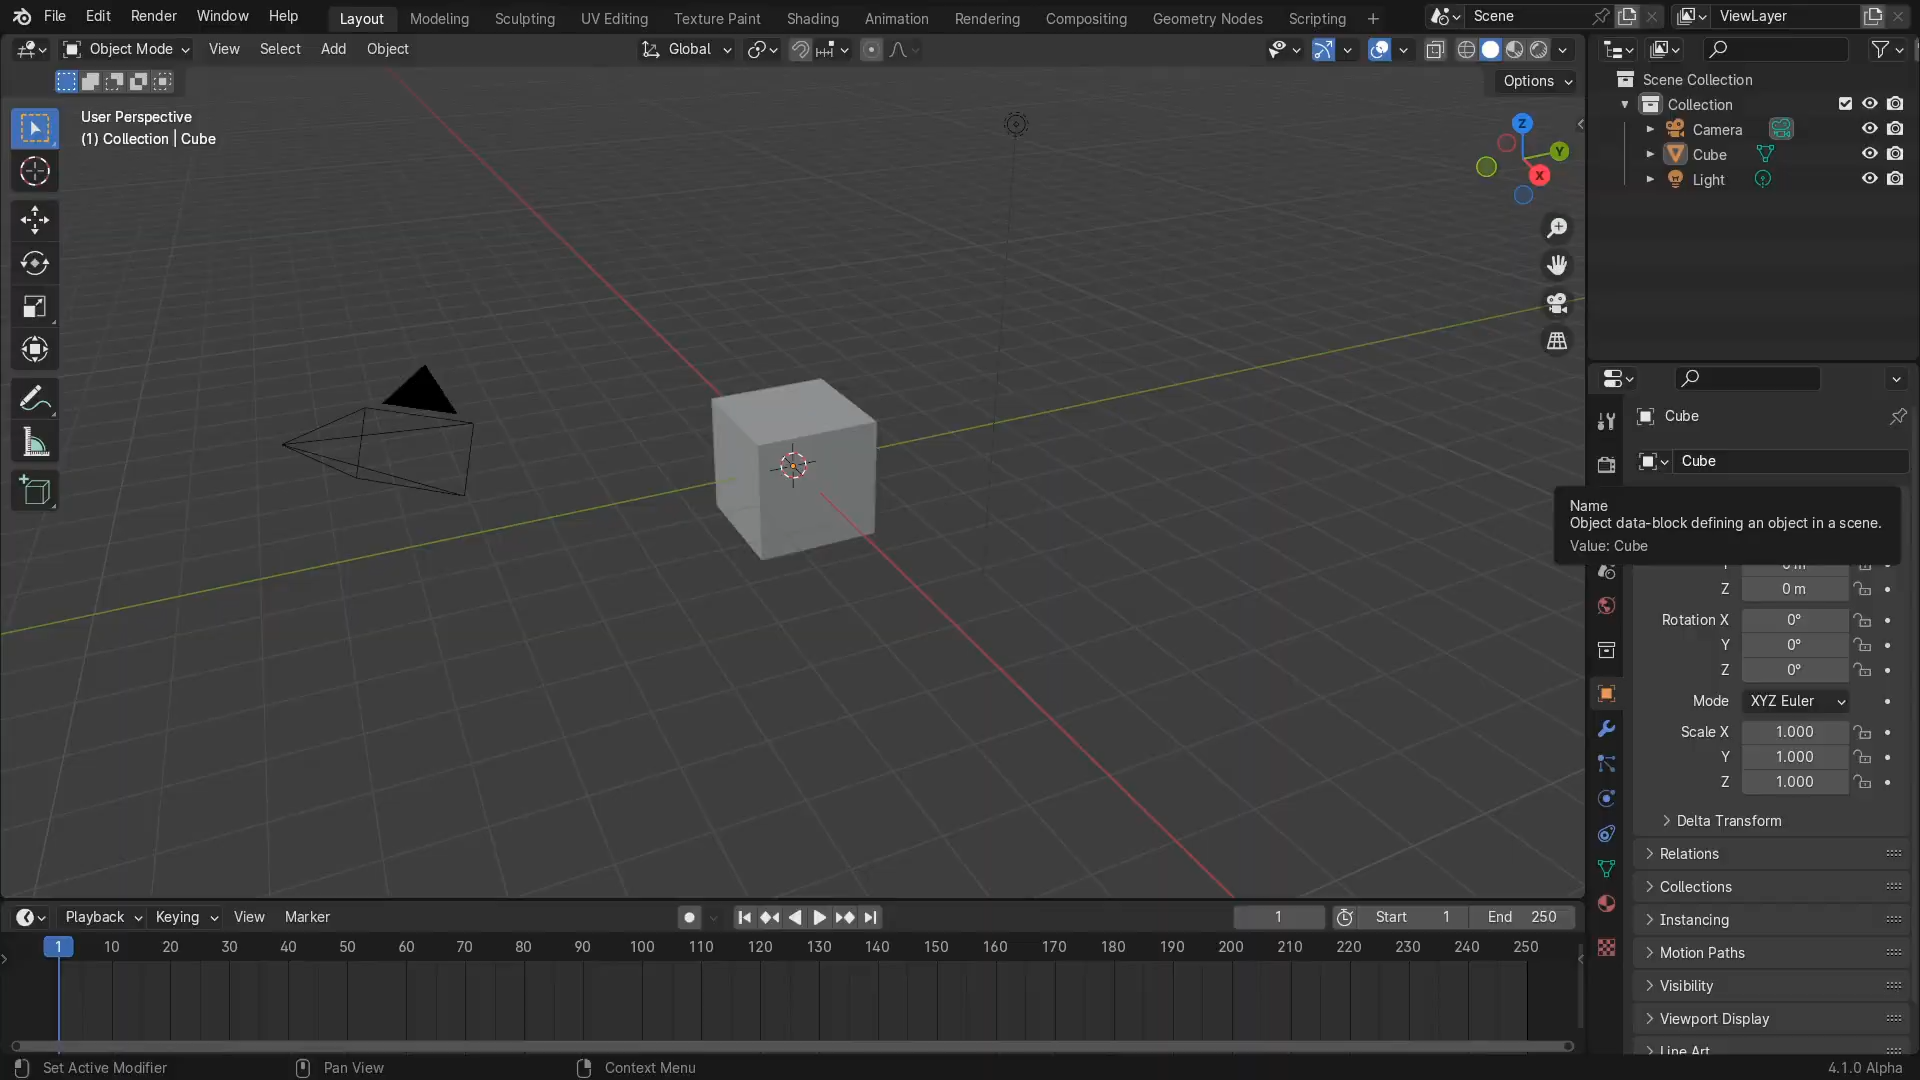 File Edit Render Window Help Layout Modeling Sculpting UV Editing Texture Paint Shading Animation Rendering Compositing Geometry Nodes Scripting + Scene ViewLayer
Object Mode View Select Add Object Global
Options
User Perspective
(1) Collection | Cube
Z
Y
X
Scene Collection
Collection
Camera
Cube
Light
Cube
Cube
Name
Object data-block defining an object in a scene.
Value: Cube
Z 0 m
Rotation X 0°
Y 0°
Z 0°
Mode XYZ Euler
Scale X 1.000
Y 1.000
Z 1.000
Delta Transform
Relations
Collections
Instancing
Motion Paths
Visibility
Viewport Display
Line Art
Playback Keying View Marker 1 Start 1 End 250
1 10 20 30 40 50 60 70 80 90 100 110 120 130 140 150 160 170 180 190 200 210 220 230 240 250
Set Active Modifier Pan View Context Menu 4.1.0 Alpha